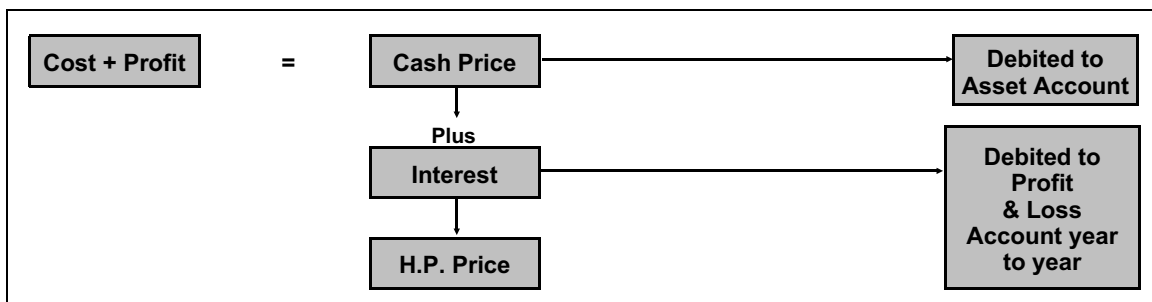 Cost + Profit
=
Cash Price
Debited to
Asset Account
Plus
Interest
Debited to
Profit
& Loss
Account year
to year
H.P. Price